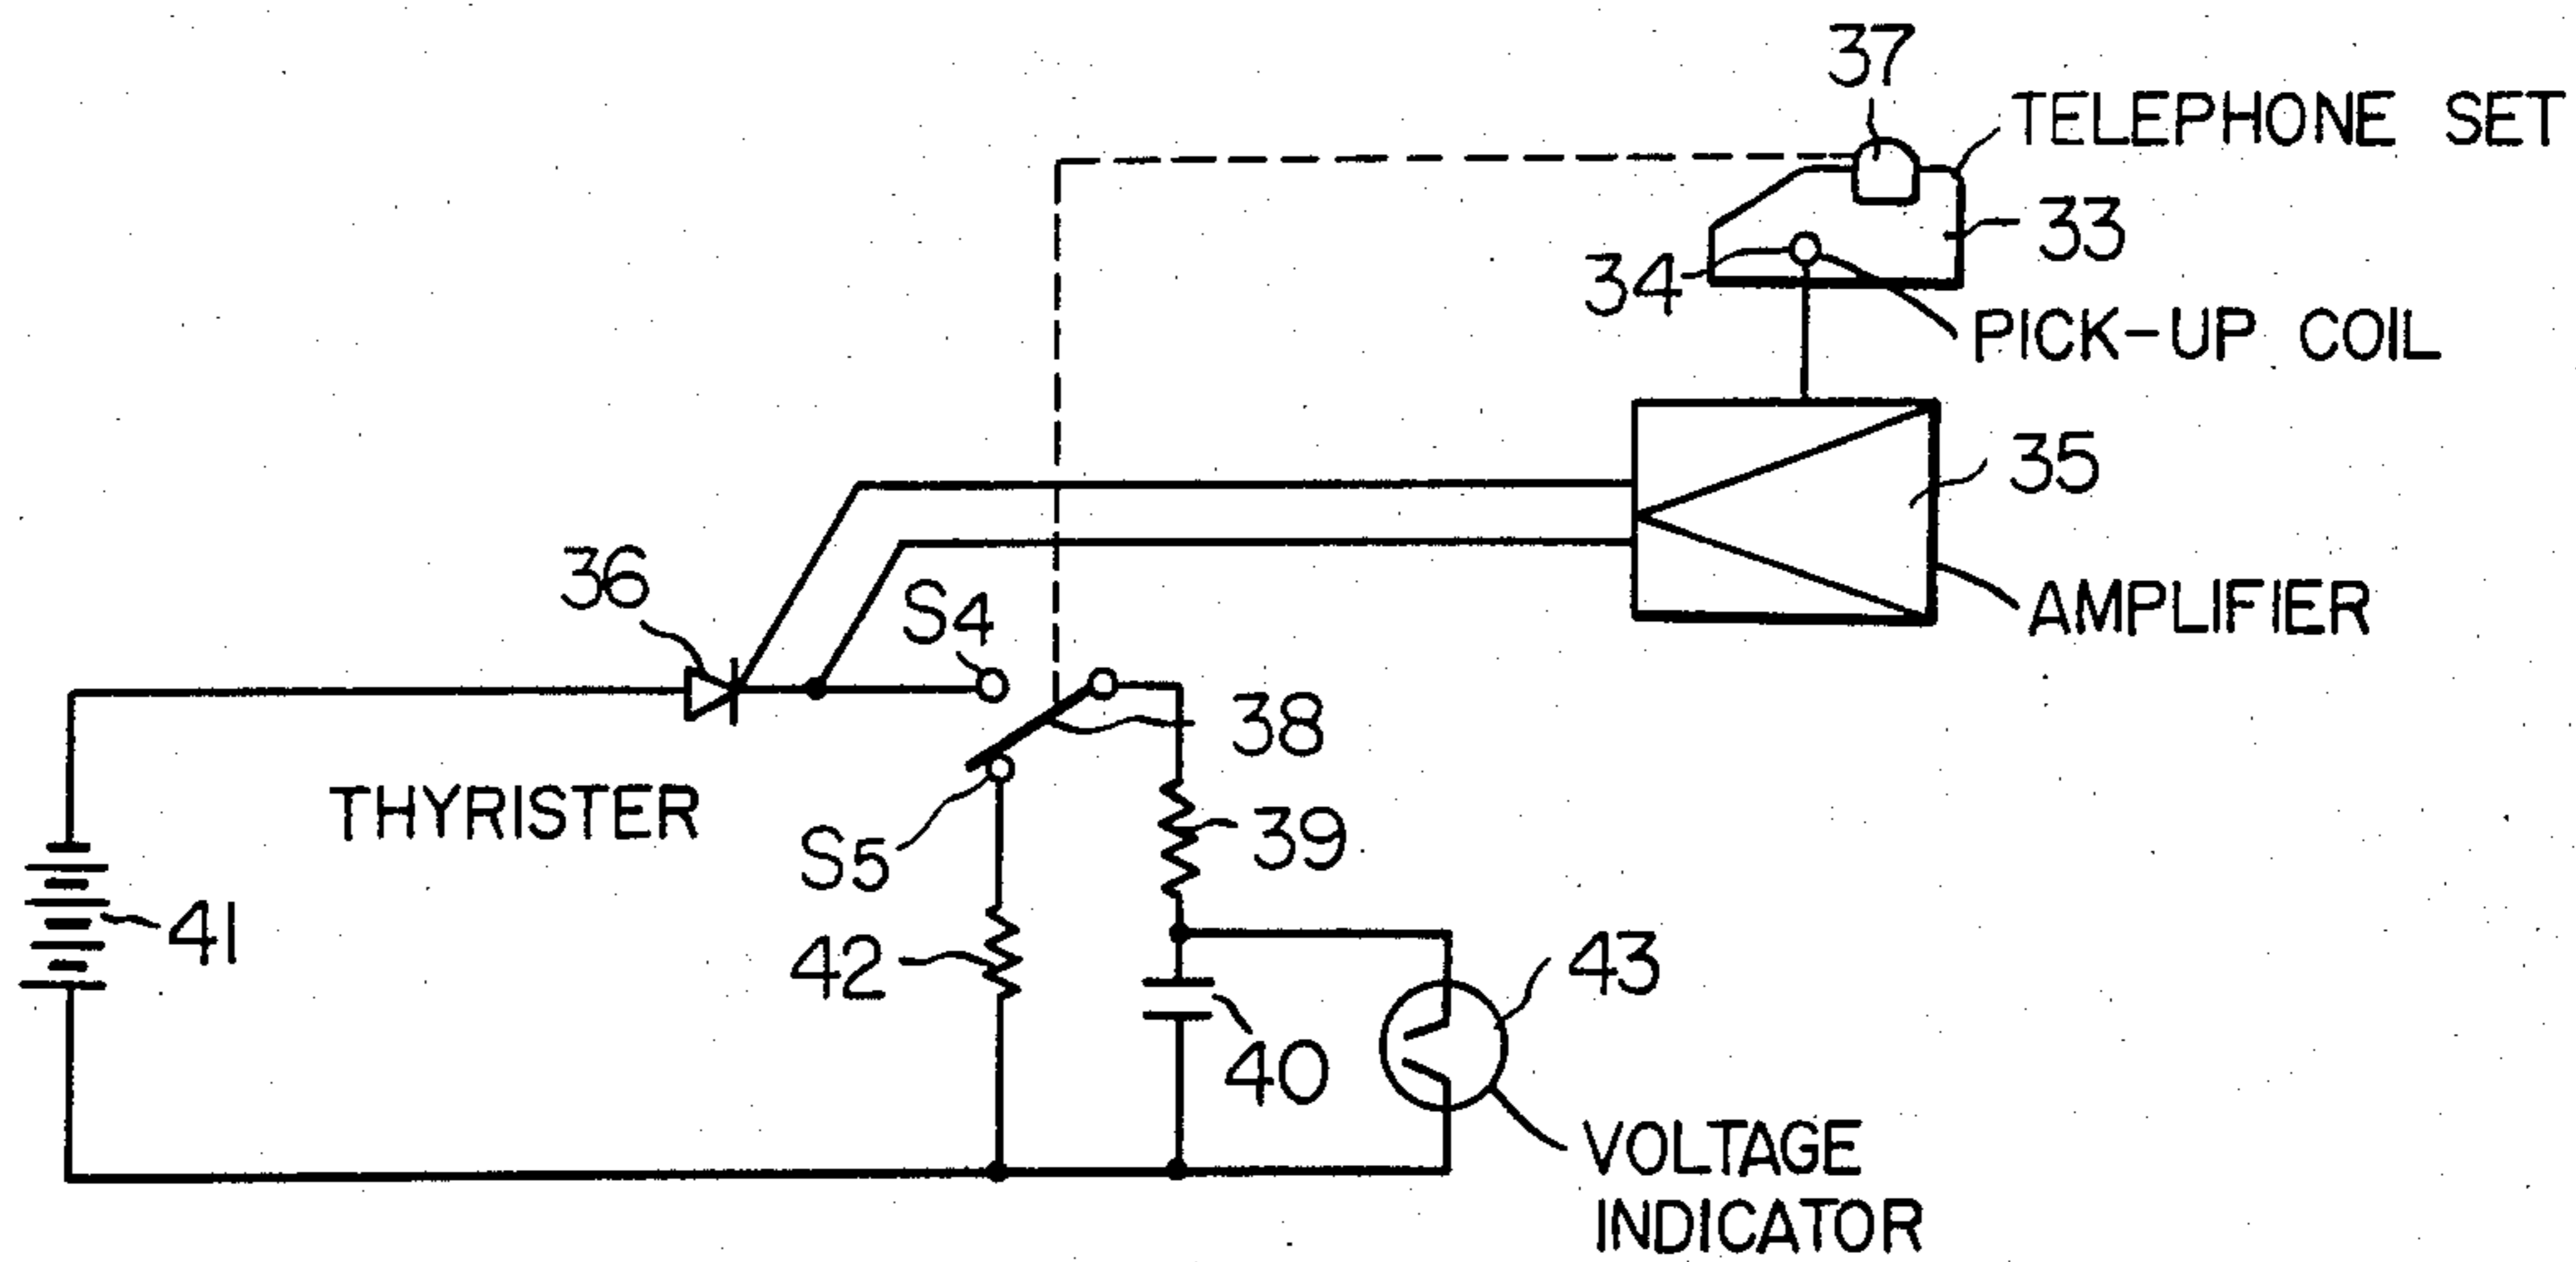 37
TELEPHONE SET
33
34
PICK-UP COIL
35
36
S4
AMPLIFIER
38
THYRISTER
S5
39
41
42
43
40
VOLTAGE
INDICATOR